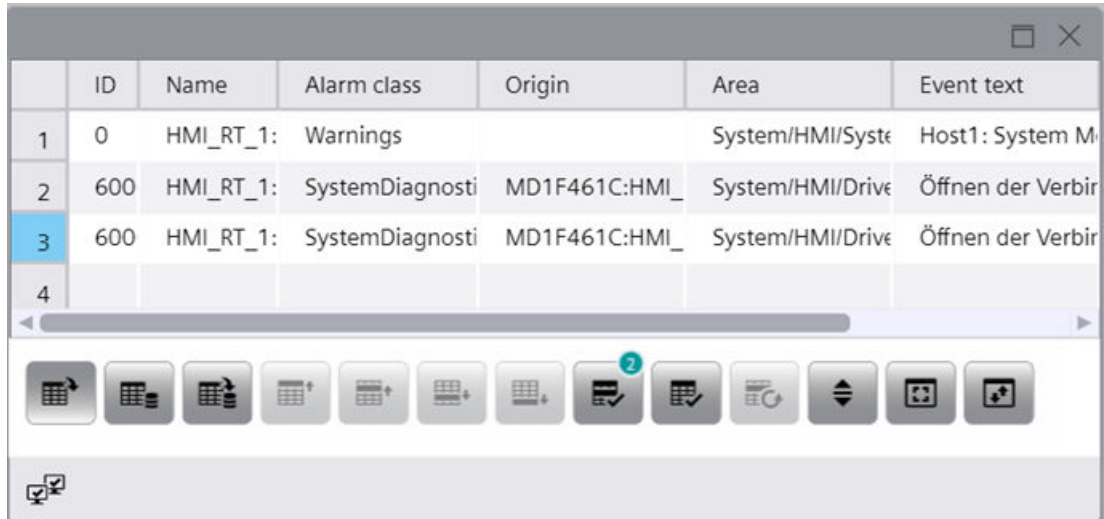 ID Name Alarm class Origin Area Event text
1 0 HMI_RT_1: Warnings System/HMI/Syste Host1: System M
2 600 HMI_RT_1: SystemDiagnosti MD1F461C:HMI_ System/HMI/Drive Öffnen der Verbin
3 600 HMI_RT_1: SystemDiagnosti MD1F461C:HMI_ System/HMI/Drive Öffnen der Verbin
4
2